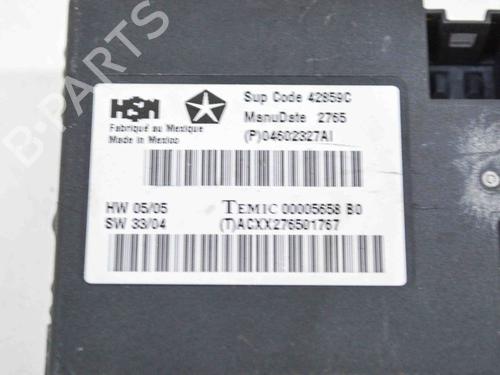 B-PARTS
HSM
Sup Code 42859C
ManuDate 2765
(P)04602327AI
Fabriqué au Mexique
Made in Mexico
HW 05/05
SW 33/04
TEMIC 00005658 B0
(T)ACXX276501767